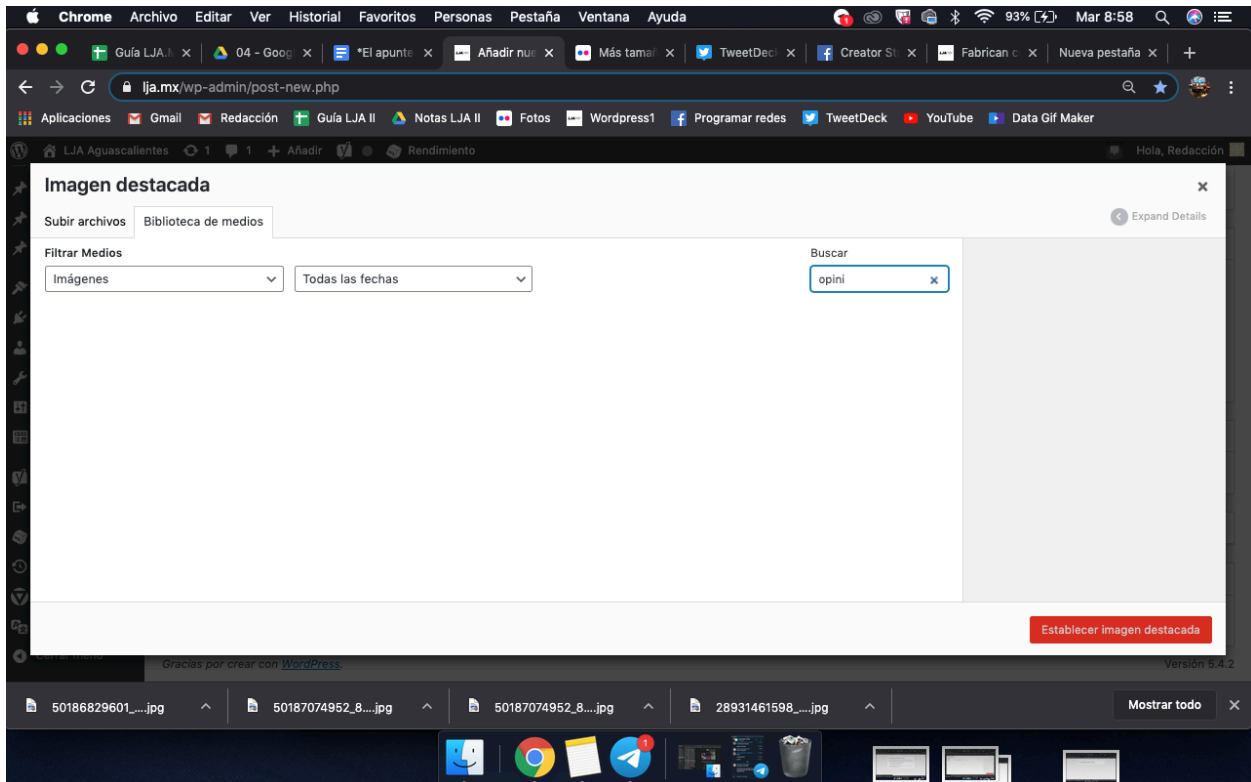 Chrome Archivo Editar Ver Historial Favoritos Personas Pestaña Ventana Ayuda 93% Mar 8:58
Guía LJA.M 04 - Goog *El apunte Añadir nue Más tamañ TweetDeck Creator St Fabrican c Nueva pestaña
lja.mx/wp-admin/post-new.php
Aplicaciones Gmail Redacción Guía LJA II Notas LJA II Fotos Wordpress1 Programar redes TweetDeck YouTube Data Gif Maker
LJA Aguascalientes 1 1 + Añadir Rendimiento Hola, Redacción
Imagen destacada
Subir archivos Biblioteca de medios Expand Details
Filtrar Medios Buscar
Imágenes Todas las fechas opini
Establecer imagen destacada
Cerrar menú Gracias por crear con WordPress. Versión 5.4.2
50186829601_....jpg 50187074952_8....jpg 50187074952_8....jpg 28931461598_....jpg Mostrar todo
1